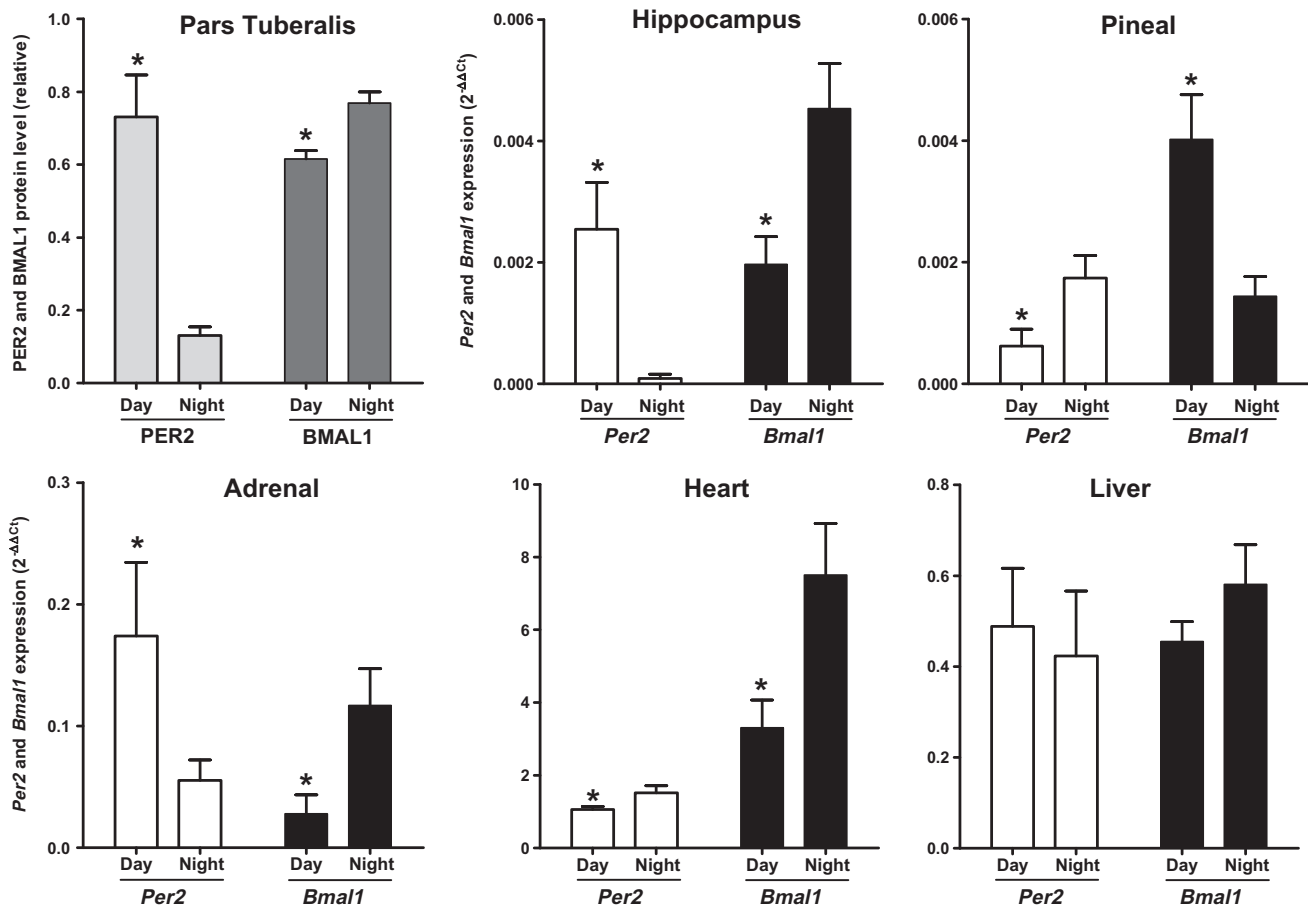 Pars Tuberalis
PER2 and BMAL1 protein level (relative)
1.0
0.8
0.6
0.4
0.2
0.0
*
*
Day Night Day Night
PER2 BMAL1
Hippocampus
Per2 and Bmal1 expression (2-ΔΔCt)
0.006
0.004
0.002
0.000
*
*
Day Night Day Night
Per2 Bmal1
Pineal
0.006
0.004
0.002
0.000
*
*
Day Night Day Night
Per2 Bmal1
Adrenal
Per2 and Bmal1 expression (2-ΔΔCt)
0.3
0.2
0.1
0.0
*
*
Day Night Day Night
Per2 Bmal1
Heart
10
8
6
4
2
0
*
*
Day Night Day Night
Per2 Bmal1
Liver
0.8
0.6
0.4
0.2
0.0
Day Night Day Night
Per2 Bmal1